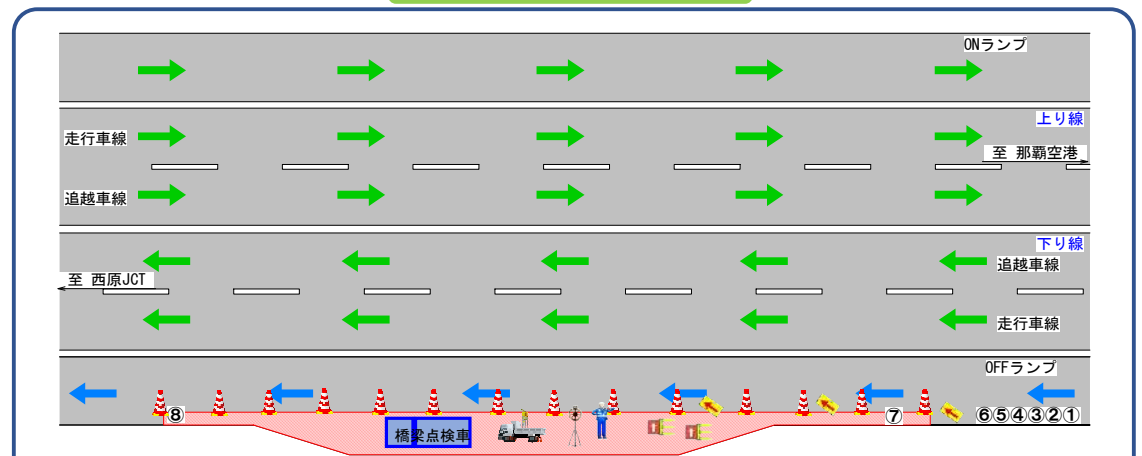 ONランプ
上り線
走行車線
至 那覇空港
追越車線
下り線
追越車線
至 西原JCT
走行車線
OFFランプ
⑧
⑦
⑥⑤④③②①
橋梁点検車